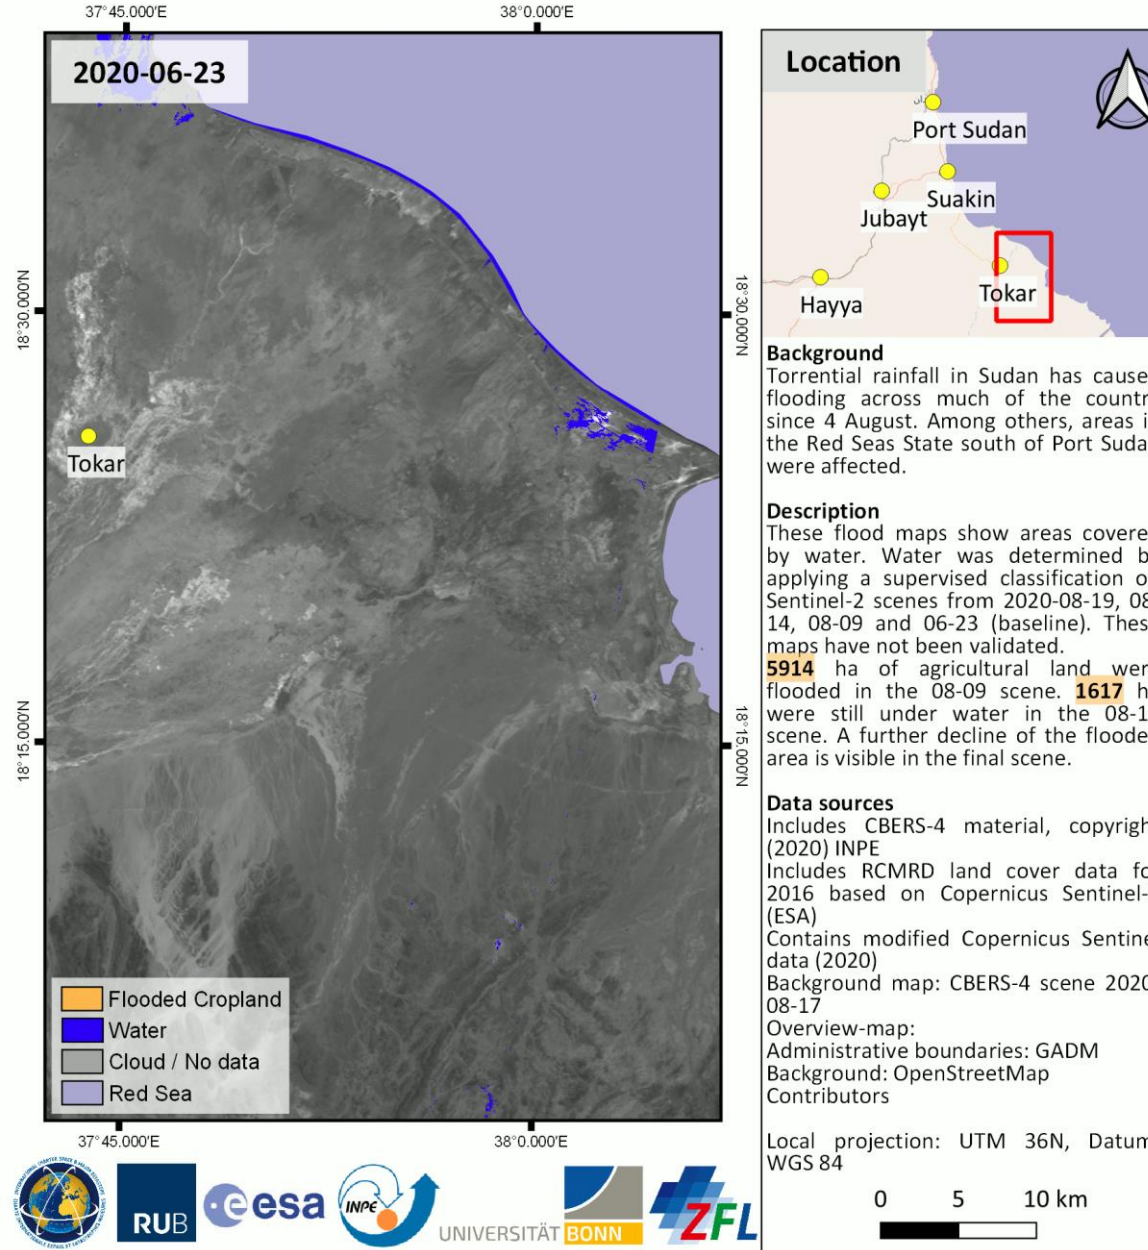 37°45.000'E
38°0.000'E
2020-06-23
18°30.000'N
18°30.000'N
Tokar
18°15.000'N
18°15.000'N
Flooded Cropland
Water
Cloud / No data
Red Sea
37°45.000'E
38°0.000'E
Location
Port Sudan
Suakin
Jubayt
Tokar
Hayya
Background
Torrential rainfall in Sudan has cause
flooding across much of the countr
since 4 August. Among others, areas i
the Red Seas State south of Port Suda
were affected.
Description
These flood maps show areas covere
by water. Water was determined b
applying a supervised classification o
Sentinel-2 scenes from 2020-08-19, 08
14, 08-09 and 06-23 (baseline). Thes
maps have not been validated.
5914 ha of agricultural land wer
flooded in the 08-09 scene. 1617 h
were still under water in the 08-1
scene. A further decline of the floode
area is visible in the final scene.
Data sources
Includes CBERS-4 material, copyrigh
(2020) INPE
Includes RCMRD land cover data fo
2016 based on Copernicus Sentinel-
(ESA)
Contains modified Copernicus Sentine
data (2020)
Background map: CBERS-4 scene 2020
08-17
Overview-map:
Administrative boundaries: GADM
Background: OpenStreetMap
Contributors
Local projection: UTM 36N, Datum
WGS 84
0 5 10 km
RUB
esa
INPE
UNIVERSITÄT BONN
ZFL